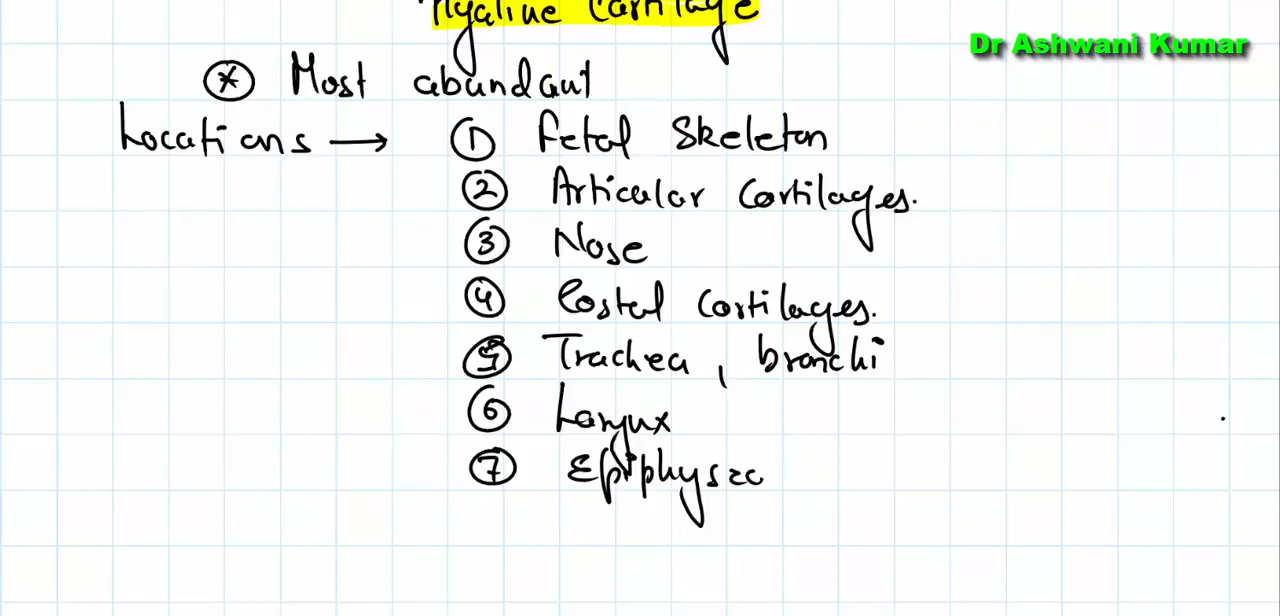 Hyaline Cartilage
Dr Ashwani Kumar
* Most abundant
Locations → ① Fetal Skeleton
② Articular Cartilages.
③ Nose
④ Costal Cartilages.
⑤ Trachea, bronchi
⑥ Larynx
⑦